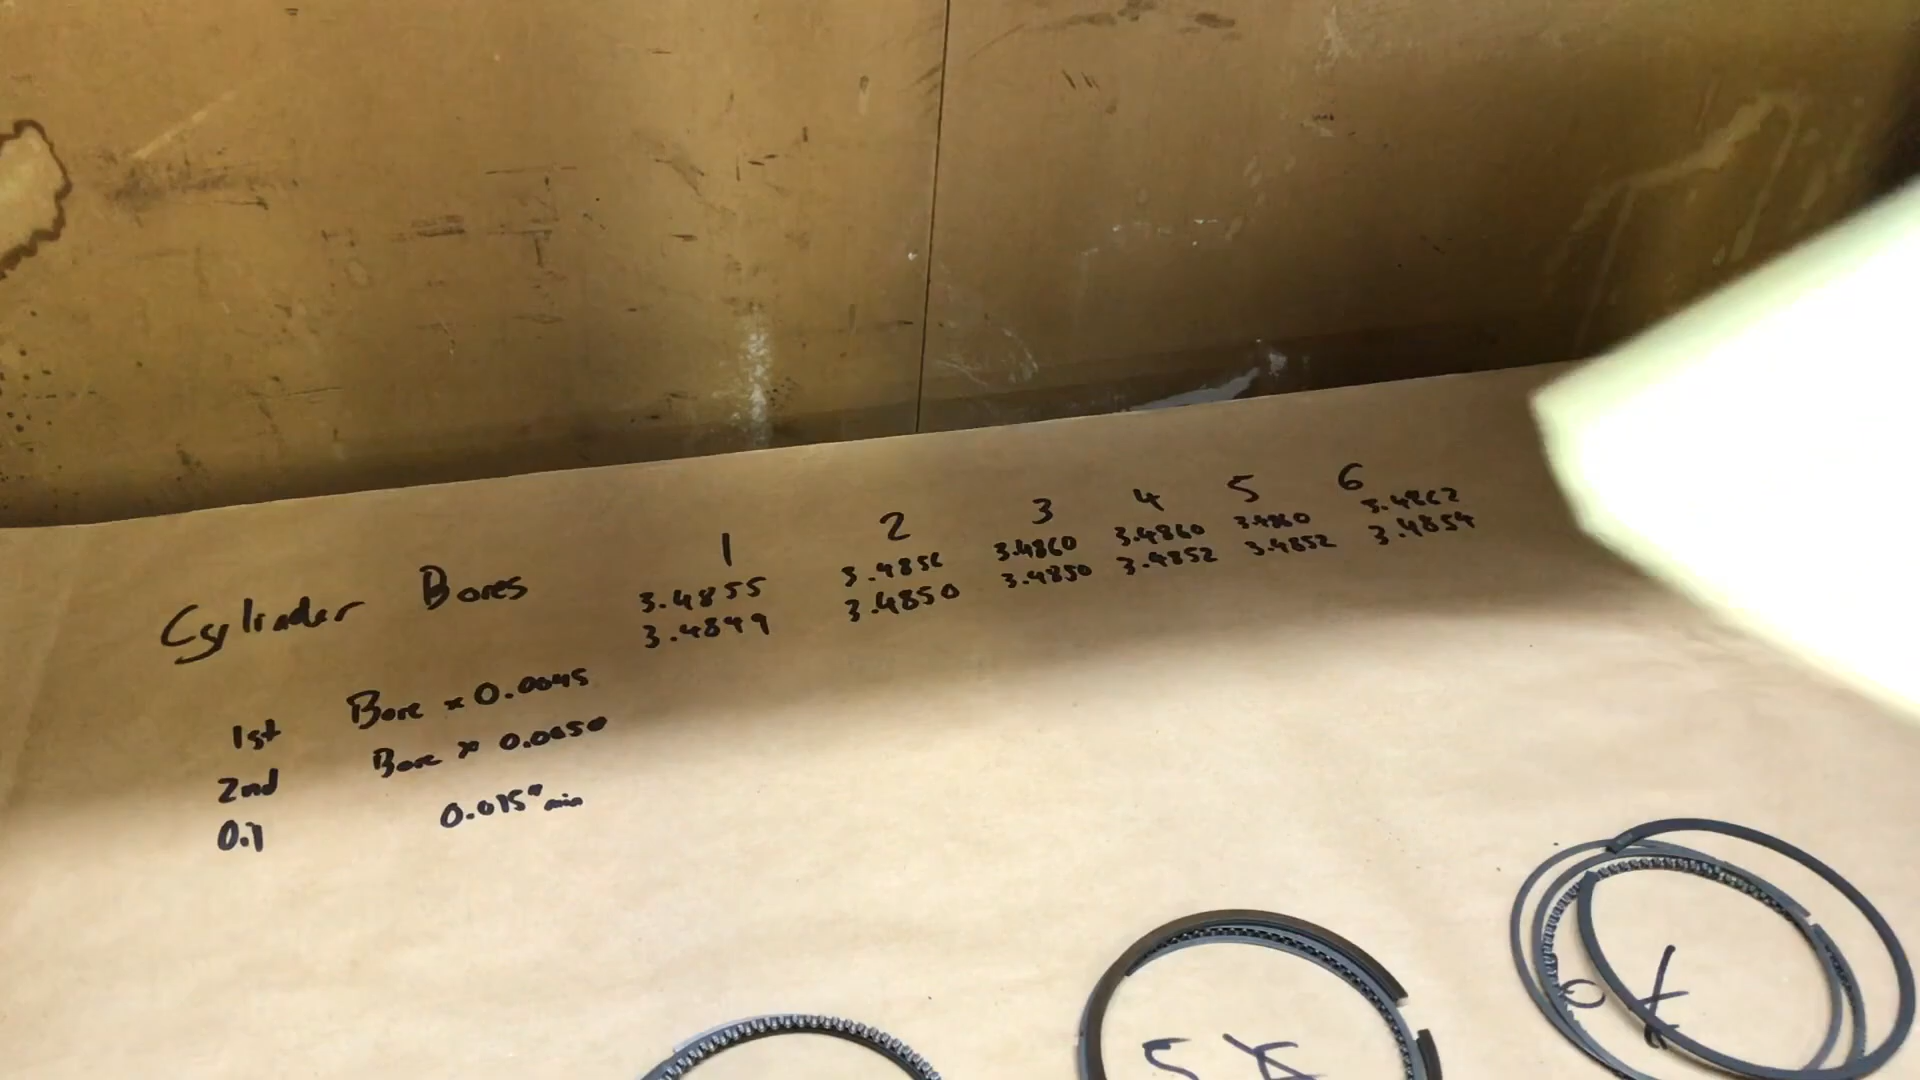 Cylinder Bores 1 2 3 4 5 6
3.4855 3.4856 3.4860 3.4860 3.4860 3.4862
3.4849 3.4850 3.4850 3.4852 3.4852 3.4854
1st Bore x 0.0045
2nd Bore x 0.0050
Oil 0.015" min
5